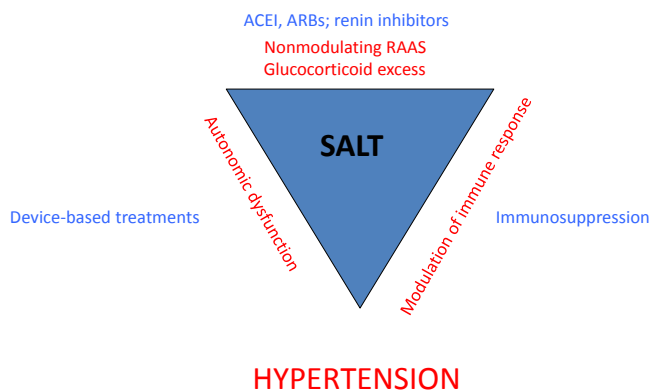 ACEI, ARBs; renin inhibitors
Nonmodulating RAAS
Glucocorticoid excess
SALT
Autonomic dysfunction
Modulation of immune response
Device-based treatments
Immunosuppression
HYPERTENSION